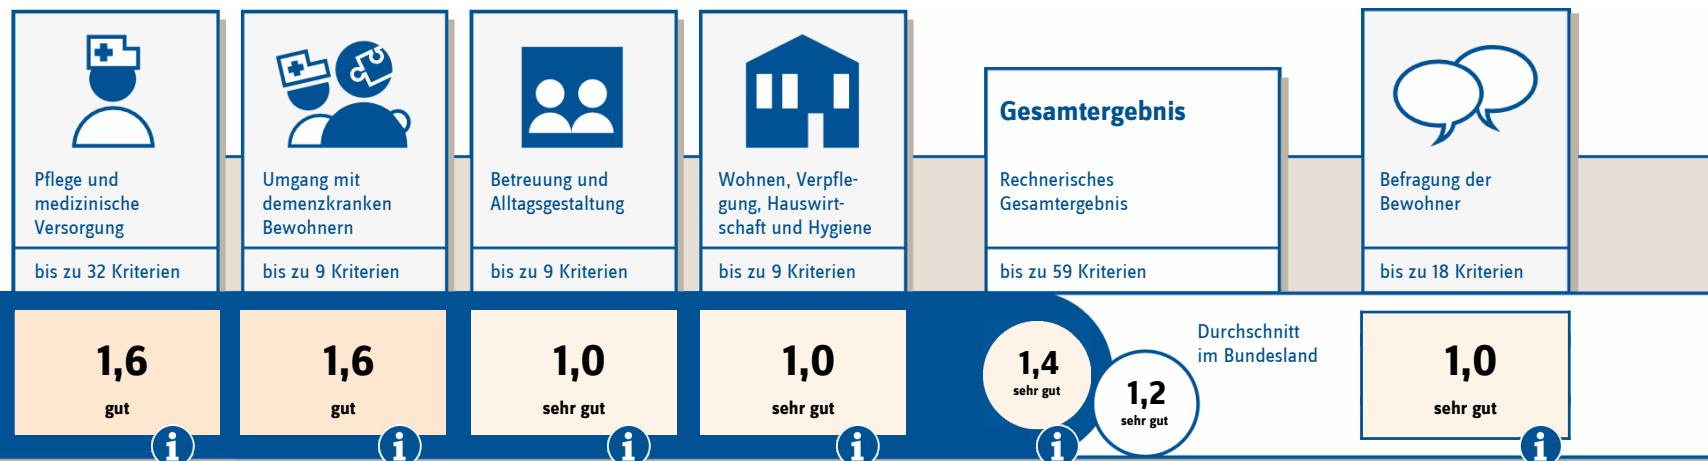 Pflege und
medizinische
Versorgung
bis zu 32 Kriterien
1,6
gut
Umgang mit
demenzkranken
Bewohnern
bis zu 9 Kriterien
1,6
gut
Betreuung und
Alltagsgestaltung
bis zu 9 Kriterien
1,0
sehr gut
Wohnen, Verpfle-
gung, Hauswirt-
schaft und Hygiene
bis zu 9 Kriterien
1,0
sehr gut
Gesamtergebnis
Rechnerisches
Gesamtergebnis
bis zu 59 Kriterien
1,4
sehr gut
1,2
sehr gut
Durchschnitt
im Bundesland
Befragung der
Bewohner
bis zu 18 Kriterien
1,0
sehr gut